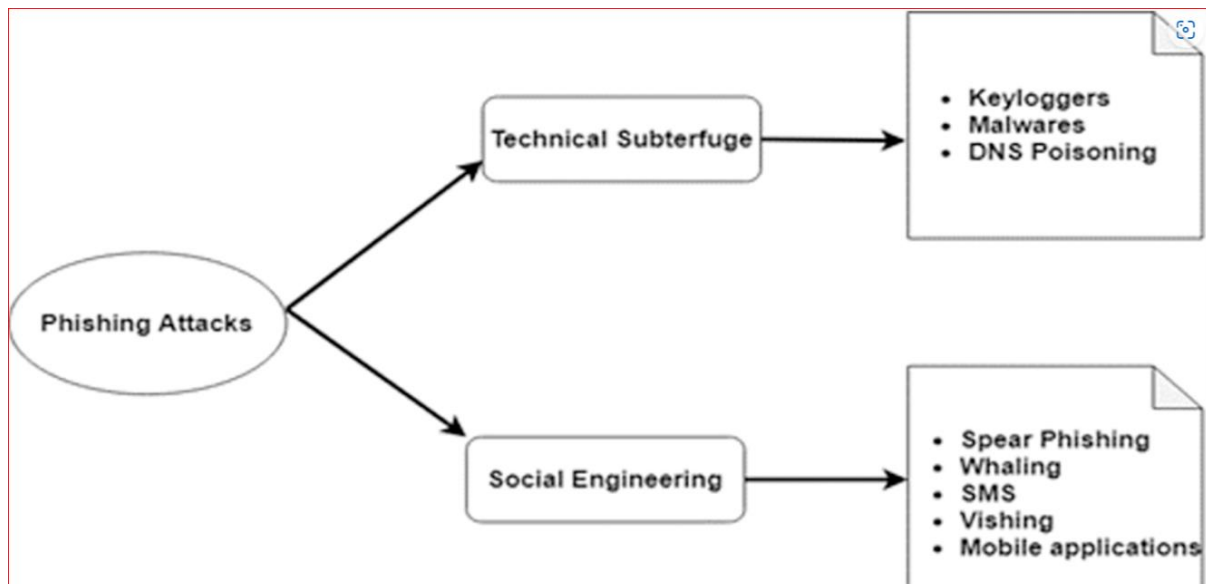 Technical Subterfuge
• Keyloggers
• Malwares
• DNS Poisoning
Phishing Attacks
Social Engineering
• Spear Phishing
• Whaling
• SMS
• Vishing
• Mobile applications